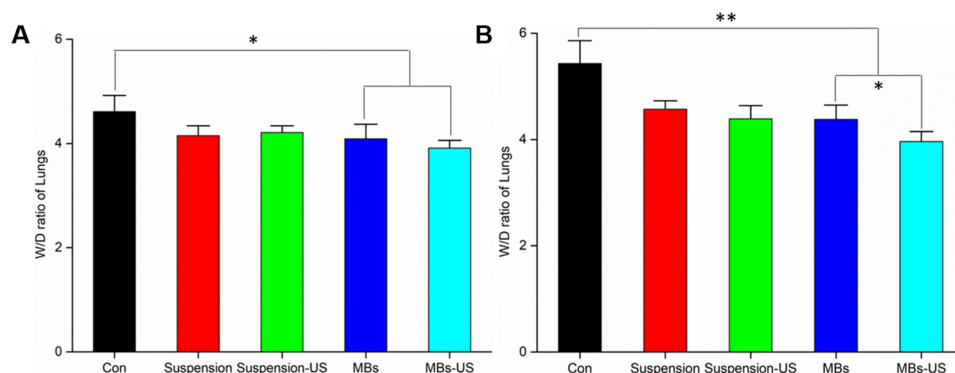 A
*
6
4
2
0
W/D ratio of Lungs
Con Suspension Suspension-US MBs MBs-US
B
**
*
6
4
2
0
W/D ratio of Lungs
Con Suspension Suspension-US MBs MBs-US